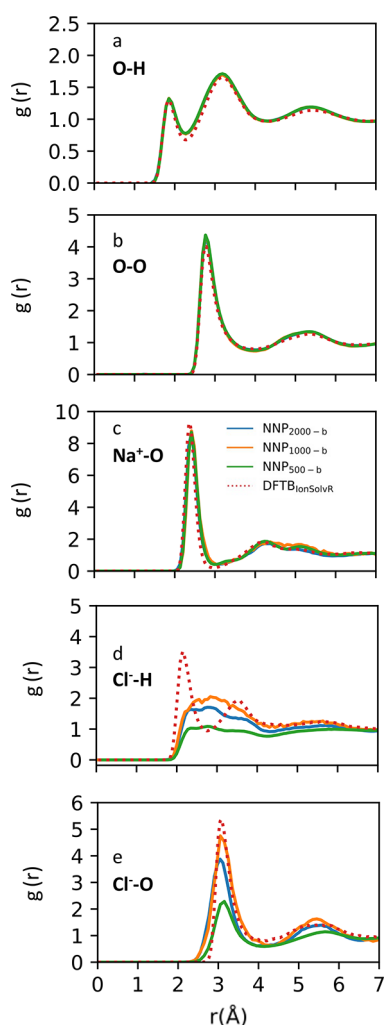 2.5
2.0
1.5
1.0
0.5
0.0
g (r)
a
O-H
5
4
3
2
1
0
g (r)
b
O-O
10
8
6
4
2
0
g (r)
c
Na⁺-O
NNP₂₀₀₀₋b
NNP₁₀₀₀₋b
NNP₅₀₀₋b
DFTB_IonSolvR
5
4
3
2
1
0
g (r)
d
Cl⁻-H
6
5
4
3
2
1
0
g (r)
e
Cl⁻-O
0 1 2 3 4 5 6 7
r(Å)